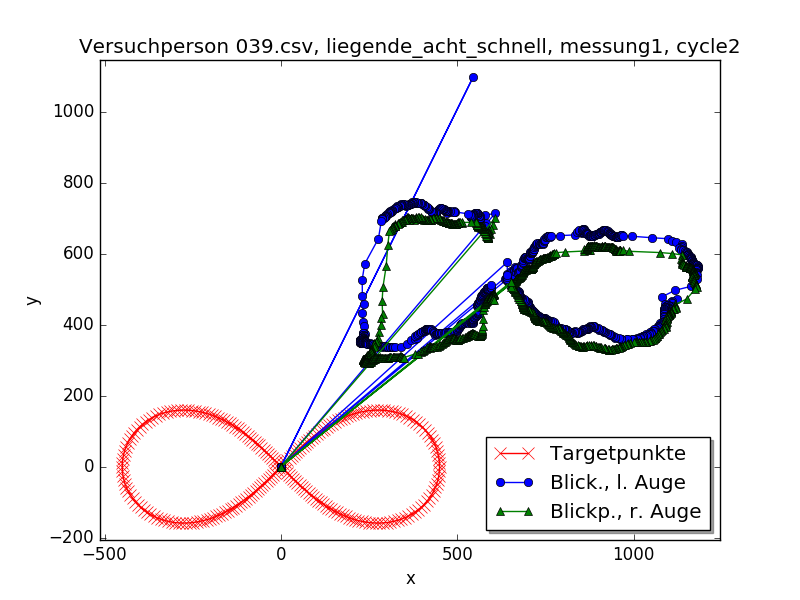 Versuchperson 039.csv, liegende_acht_schnell, messung1, cycle2
1000
800
600
400
200
0
−200
y
−500
0
500
1000
x
Targetpunkte
Blick., l. Auge
Blickp., r. Auge